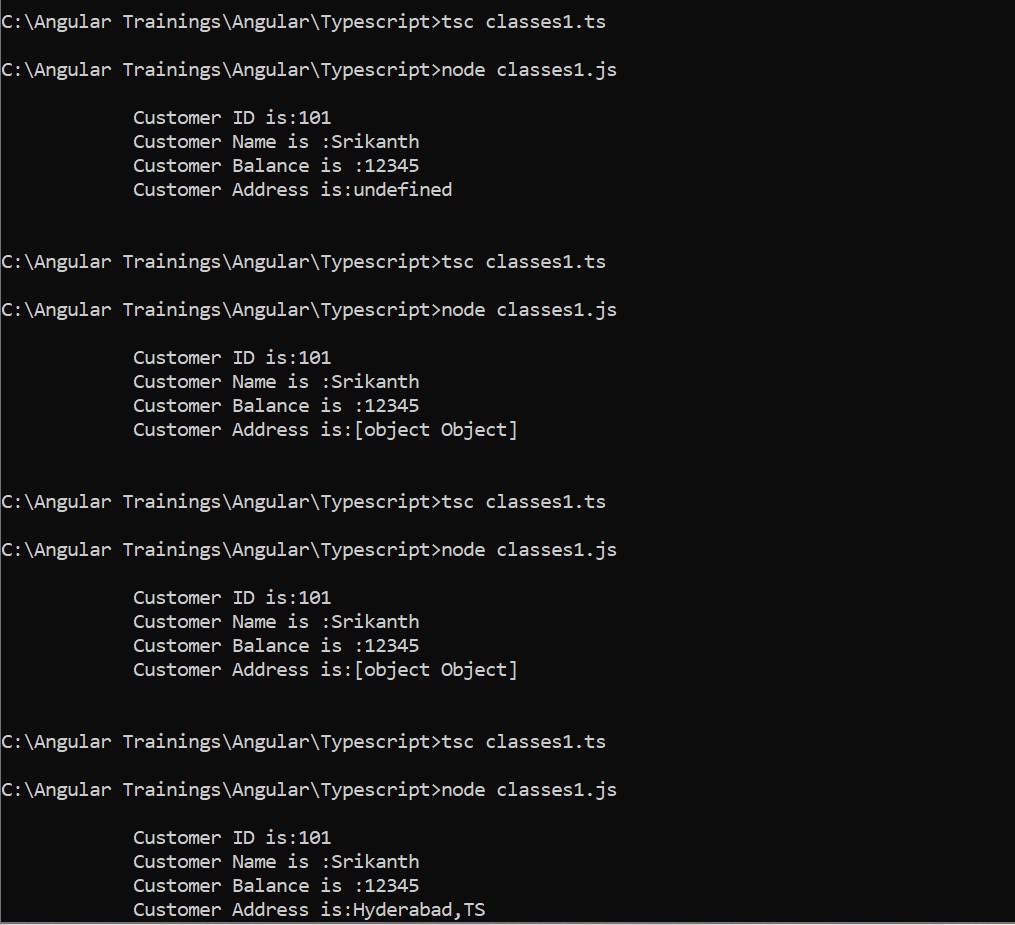 C:\Angular Trainings\Angular\Typescript>tsc classes1.ts
C:\Angular Trainings\Angular\Typescript>node classes1.js
Customer ID is:101
Customer Name is :Srikanth
Customer Balance is :12345
Customer Address is:undefined
C:\Angular Trainings\Angular\Typescript>tsc classes1.ts
C:\Angular Trainings\Angular\Typescript>node classes1.js
Customer ID is:101
Customer Name is :Srikanth
Customer Balance is :12345
Customer Address is:[object Object]
C:\Angular Trainings\Angular\Typescript>tsc classes1.ts
C:\Angular Trainings\Angular\Typescript>node classes1.js
Customer ID is:101
Customer Name is :Srikanth
Customer Balance is :12345
Customer Address is:[object Object]
C:\Angular Trainings\Angular\Typescript>tsc classes1.ts
C:\Angular Trainings\Angular\Typescript>node classes1.js
Customer ID is:101
Customer Name is :Srikanth
Customer Balance is :12345
Customer Address is:Hyderabad,TS